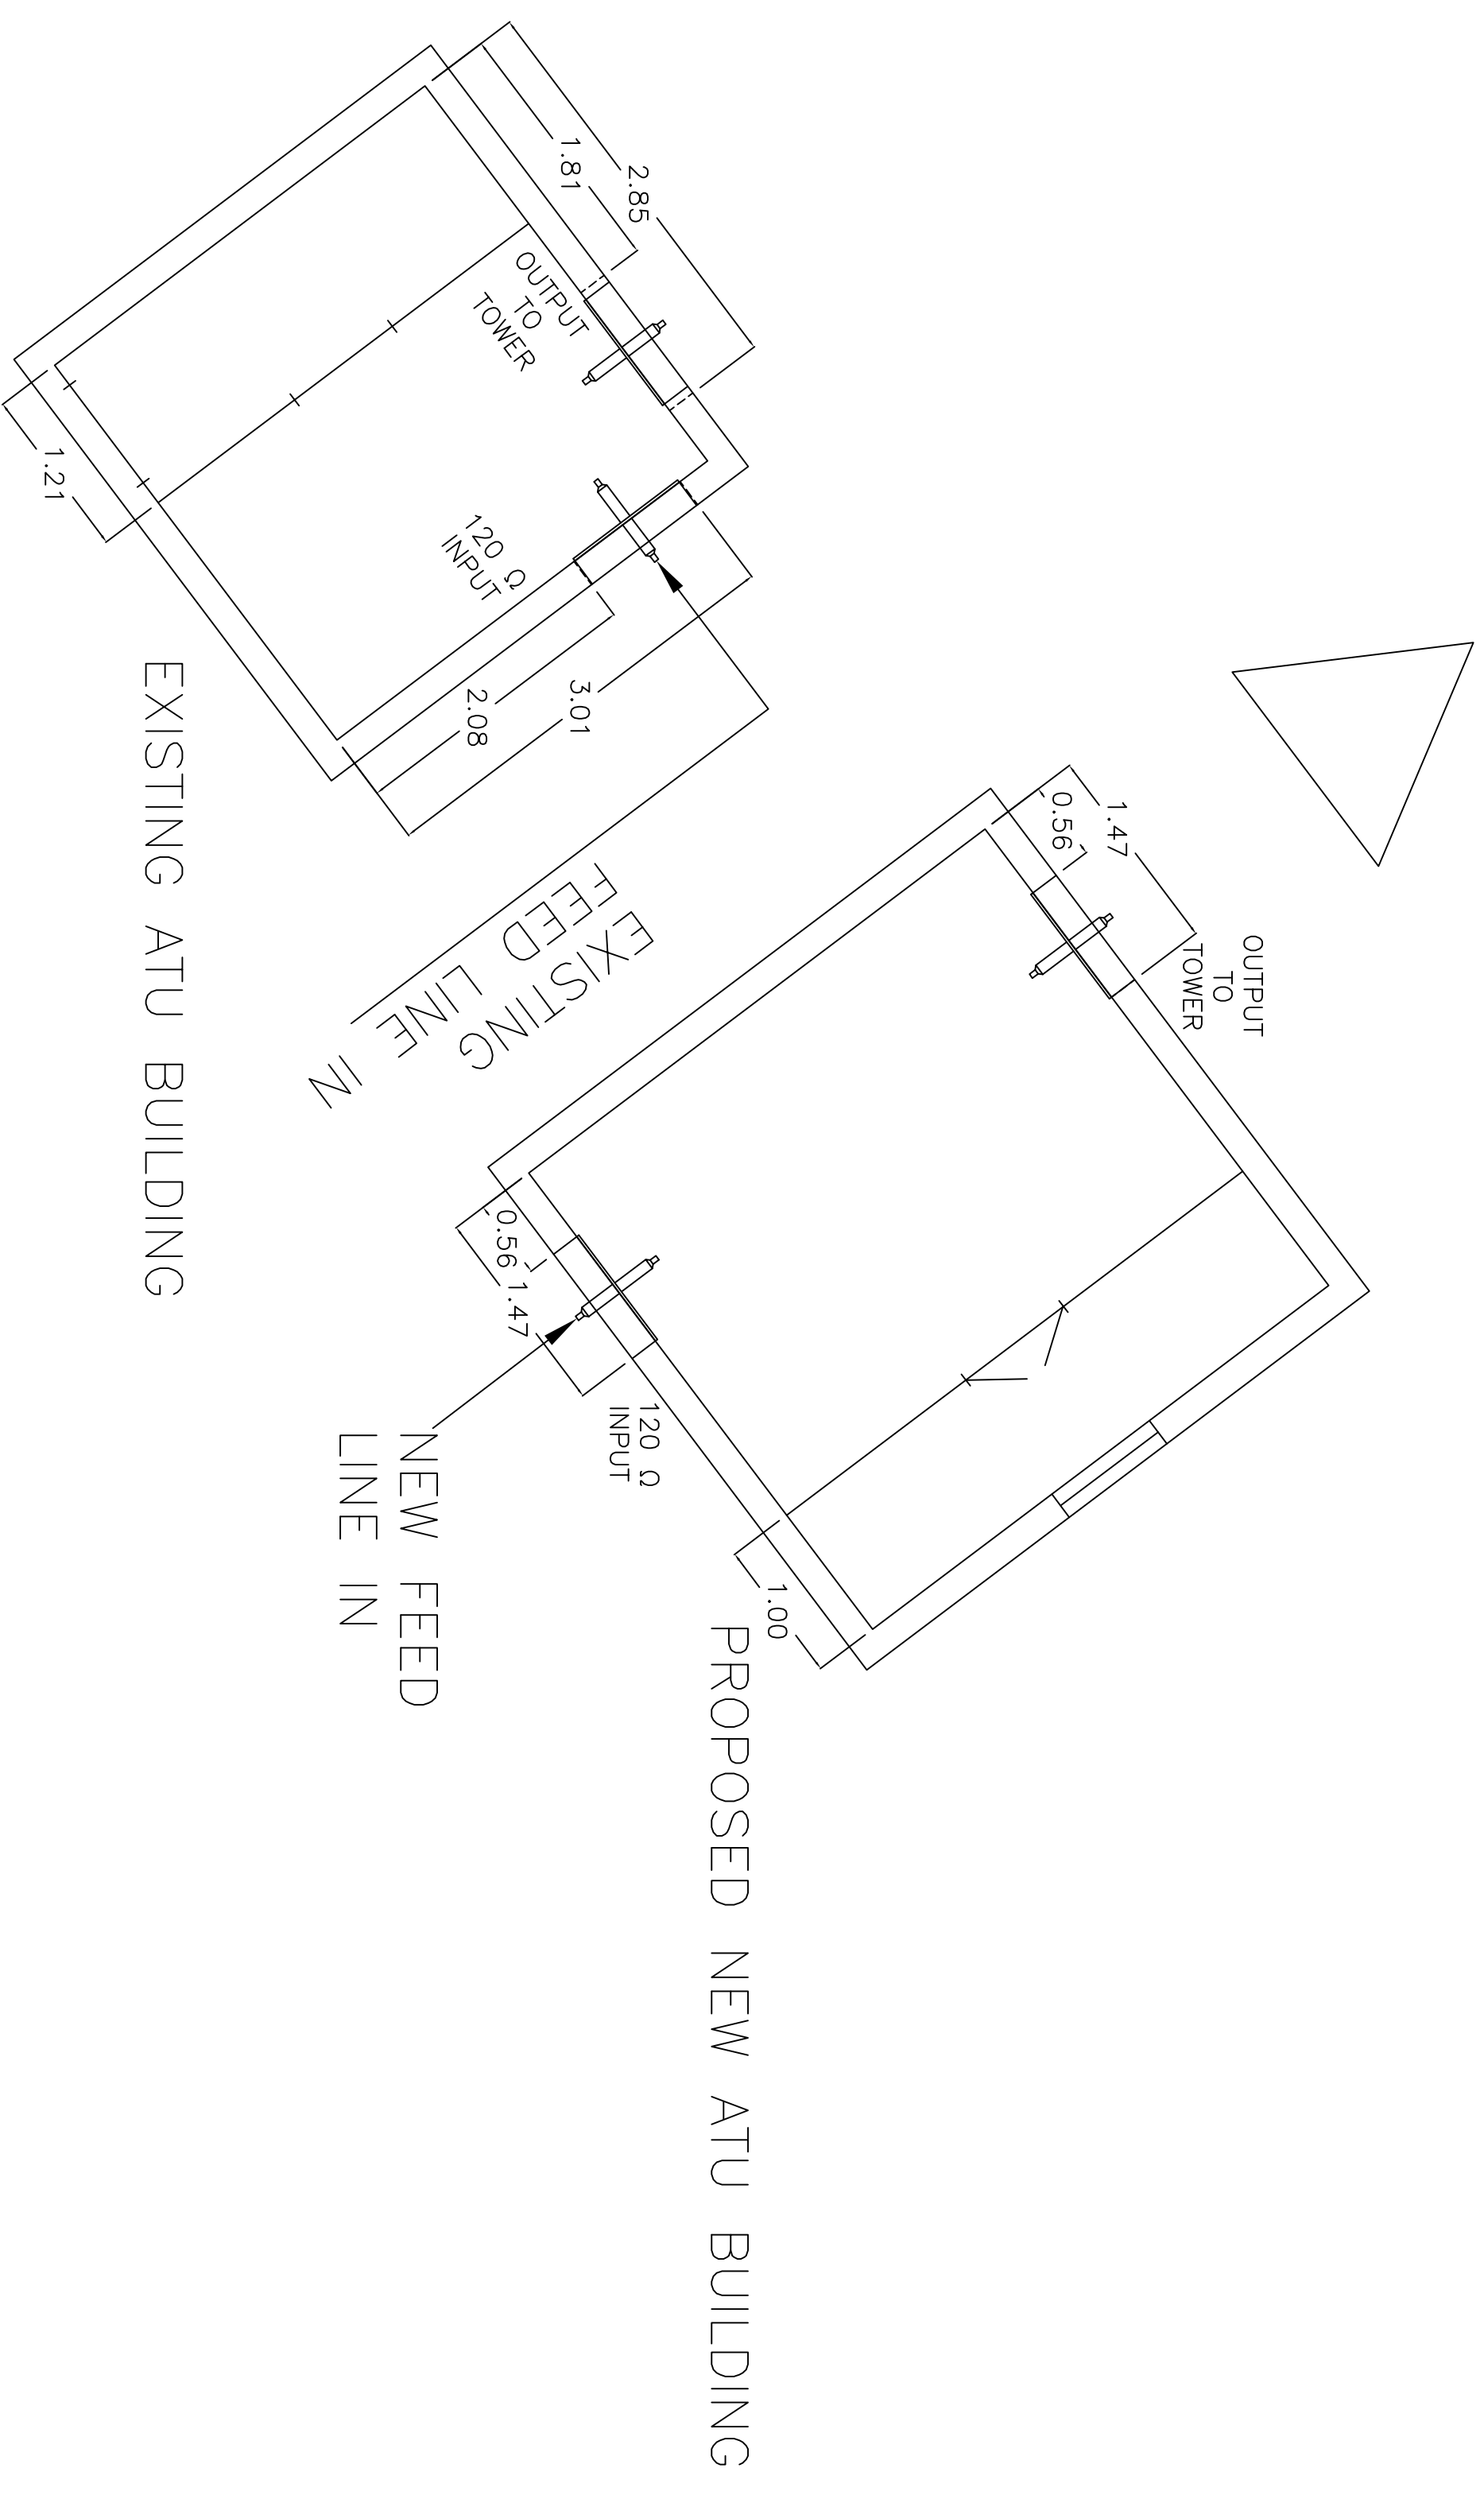 2.85
1.81
OUTPUT
TO
TOWER
120 Ω
INPUT
1.21
3.01
2.08
EXISTING
FEED LINE IN
EXISTING ATU BUILDING
1.47
0.56
OUTPUT
TO
TOWER
0.56
1.47
120 Ω
INPUT
NEW FEED
LINE IN
1.00
PROPOSED NEW ATU BUILDING